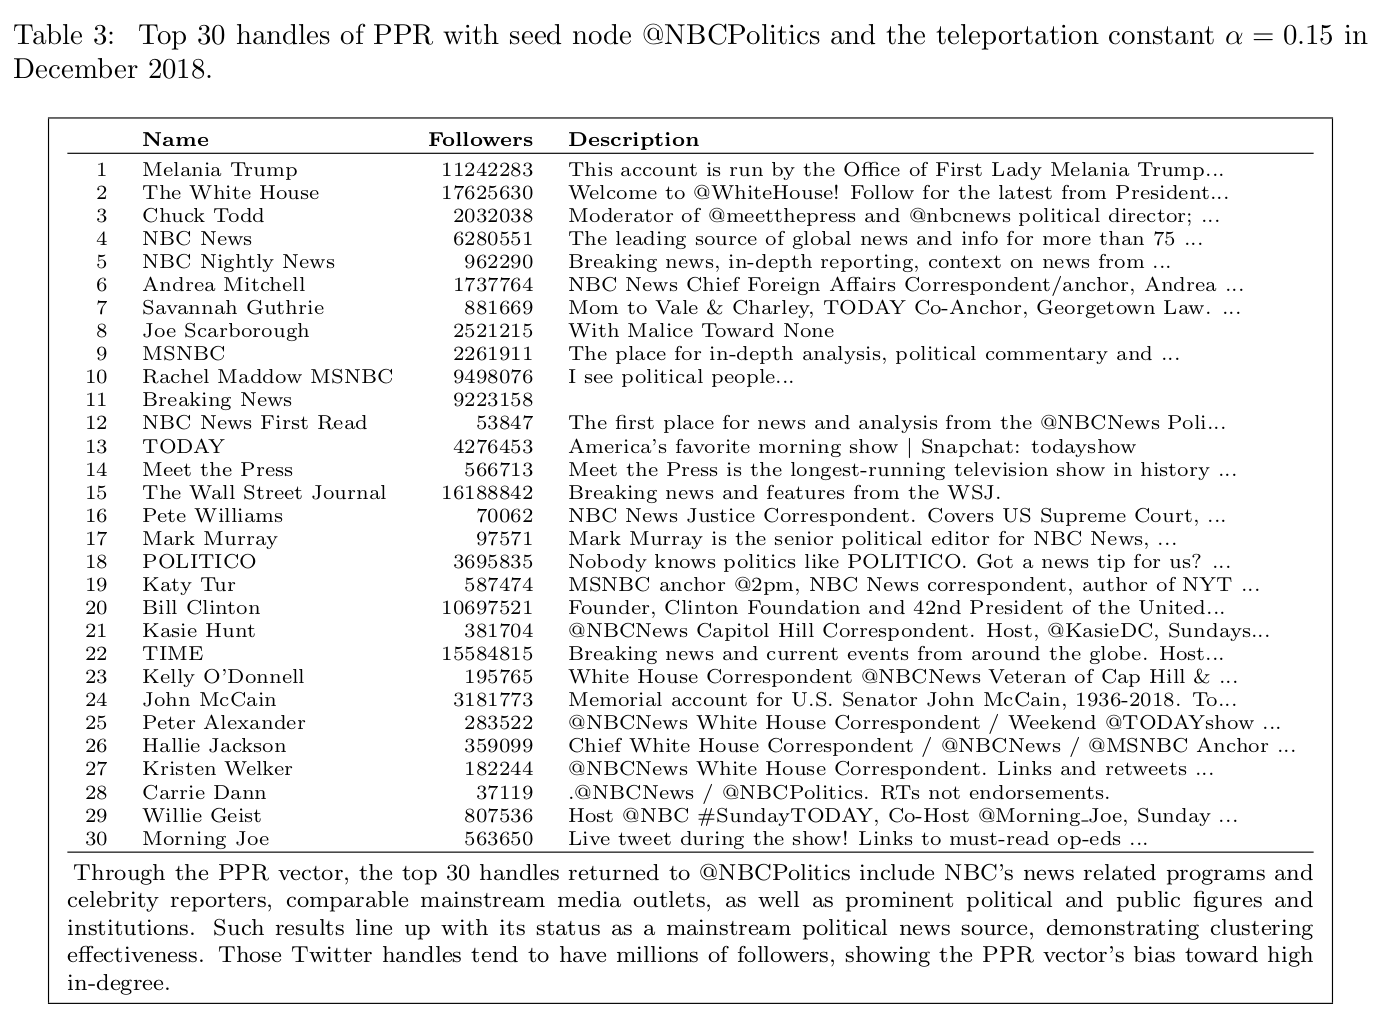 Table 3: Top 30 handles of PPR with seed node @NBCPolitics and the teleportation constant α = 0.15 in
December 2018.
Name Followers Description
1 Melania Trump 11242283 This account is run by the Office of First Lady Melania Trump...
2 The White House 17625630 Welcome to @WhiteHouse! Follow for the latest from President...
3 Chuck Todd 2032038 Moderator of @meetthepress and @nbcnews political director; ...
4 NBC News 6280551 The leading source of global news and info for more than 75 ...
5 NBC Nightly News 962290 Breaking news, in-depth reporting, context on news from ...
6 Andrea Mitchell 1737764 NBC News Chief Foreign Affairs Correspondent/anchor, Andrea ...
7 Savannah Guthrie 881669 Mom to Vale & Charley, TODAY Co-Anchor, Georgetown Law. ...
8 Joe Scarborough 2521215 With Malice Toward None
9 MSNBC 2261911 The place for in-depth analysis, political commentary and ...
10 Rachel Maddow MSNBC 9498076 I see political people...
11 Breaking News 9223158
12 NBC News First Read 53847 The first place for news and analysis from the @NBCNews Poli...
13 TODAY 4276453 America's favorite morning show | Snapchat: todayshow
14 Meet the Press 566713 Meet the Press is the longest-running television show in history ...
15 The Wall Street Journal 16188842 Breaking news and features from the WSJ.
16 Pete Williams 70062 NBC News Justice Correspondent. Covers US Supreme Court, ...
17 Mark Murray 97571 Mark Murray is the senior political editor for NBC News, ...
18 POLITICO 3695835 Nobody knows politics like POLITICO. Got a news tip for us? ...
19 Katy Tur 587474 MSNBC anchor @2pm, NBC News correspondent, author of NYT ...
20 Bill Clinton 10697521 Founder, Clinton Foundation and 42nd President of the United...
21 Kasie Hunt 381704 @NBCNews Capitol Hill Correspondent. Host, @KasieDC, Sundays...
22 TIME 15584815 Breaking news and current events from around the globe. Host...
23 Kelly O'Donnell 195765 White House Correspondent @NBCNews Veteran of Cap Hill & ...
24 John McCain 3181773 Memorial account for U.S. Senator John McCain, 1936-2018. To...
25 Peter Alexander 283522 @NBCNews White House Correspondent / Weekend @TODAYshow ...
26 Hallie Jackson 359099 Chief White House Correspondent / @NBCNews / @MSNBC Anchor ...
27 Kristen Welker 182244 @NBCNews White House Correspondent. Links and retweets ...
28 Carrie Dann 37119 .@NBCNews / @NBCPolitics. RTs not endorsements.
29 Willie Geist 807536 Host @NBC #SundayTODAY, Co-Host @Morning_Joe, Sunday ...
30 Morning Joe 563650 Live tweet during the show! Links to must-read op-eds ...
Through the PPR vector, the top 30 handles returned to @NBCPolitics include NBC's news related programs and
celebrity reporters, comparable mainstream media outlets, as well as prominent political and public figures and
institutions. Such results line up with its status as a mainstream political news source, demonstrating clustering
effectiveness. Those Twitter handles tend to have millions of followers, showing the PPR vector's bias toward high
in-degree.